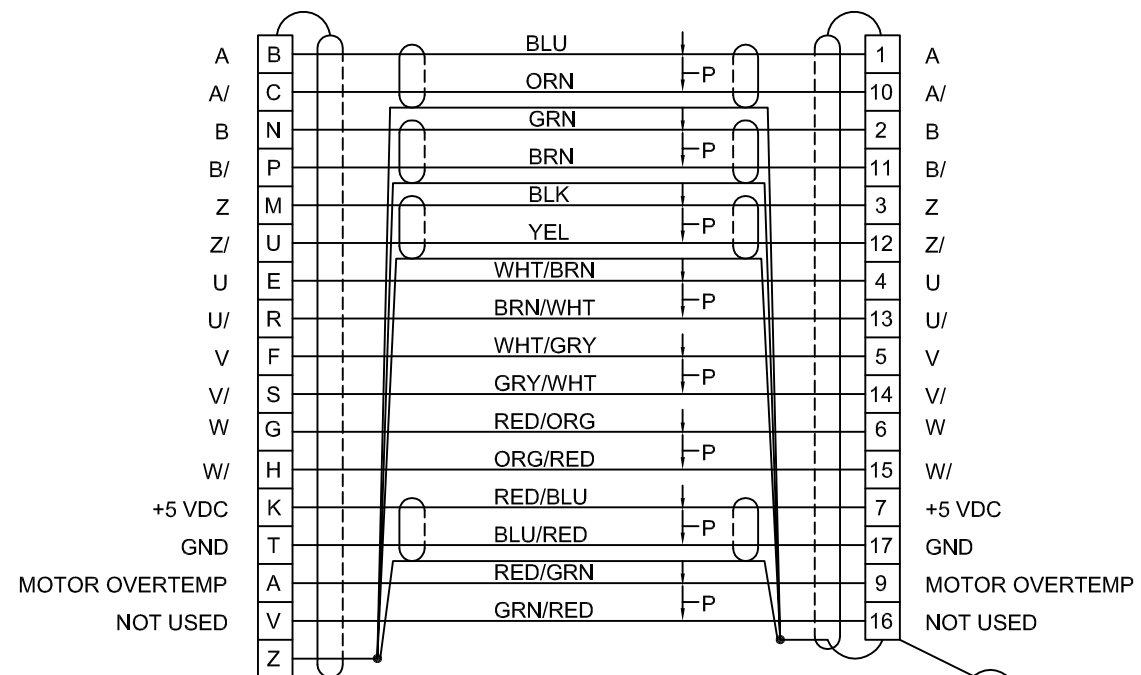 A B BLU 1 A
P
A/ C ORN 10 A/
B N GRN 2 B
P
B/ P BRN 11 B/
Z M BLK 3 Z
P
Z/ U YEL 12 Z/
U E WHT/BRN 4 U
P
U/ R BRN/WHT 13 U/
V F WHT/GRY 5 V
P
V/ S GRY/WHT 14 V/
W G RED/ORG 6 W
P
W/ H ORG/RED 15 W/
+5 VDC K RED/BLU 7 +5 VDC
P
GND T BLU/RED 17 GND
MOTOR OVERTEMP A RED/GRN 9 MOTOR OVERTEMP
P
NOT USED V GRN/RED 16 NOT USED
Z